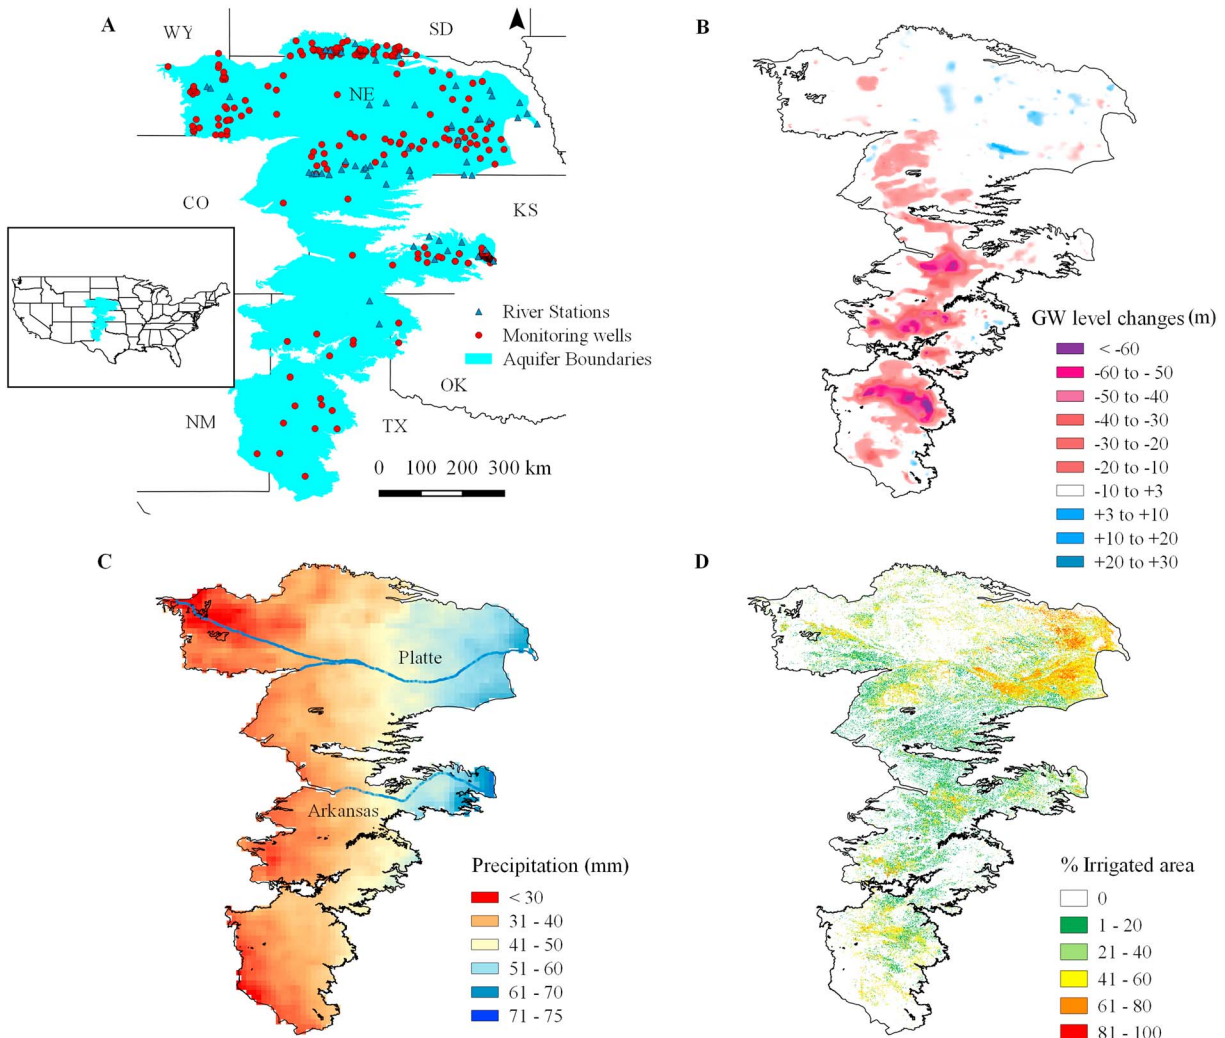 A
WY
SD
NE
CO
KS
NM
TX
OK
River Stations
Monitoring wells
Aquifer Boundaries
0 100 200 300 km
B
GW level changes (m)
< -60
-60 to - 50
-50 to -40
-40 to -30
-30 to -20
-20 to -10
-10 to +3
+3 to +10
+10 to +20
+20 to +30
C
Platte
Arkansas
Precipitation (mm)
< 30
31 - 40
41 - 50
51 - 60
61 - 70
71 - 75
D
% Irrigated area
0
1 - 20
21 - 40
41 - 60
61 - 80
81 - 100